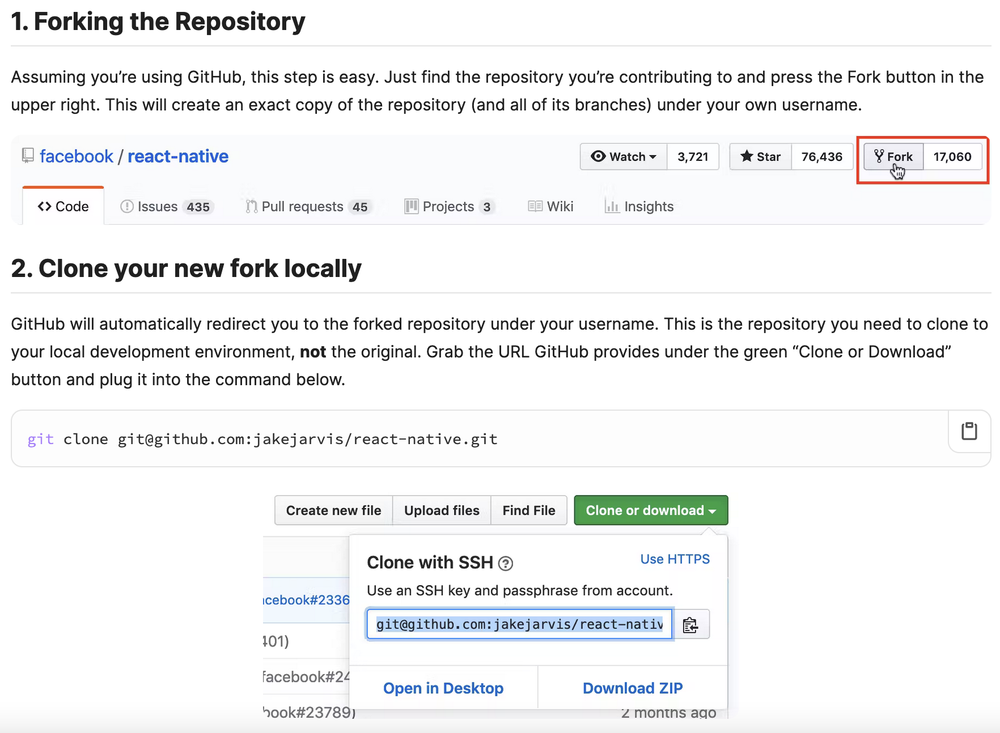 1. Forking the Repository
Assuming you’re using GitHub, this step is easy. Just find the repository you’re contributing to and press the Fork button in the
upper right. This will create an exact copy of the repository (and all of its branches) under your own username.
facebook / react-native Watch 3,721 Star 76,436 Fork 17,060
Code Issues 435 Pull requests 45 Projects 3 Wiki Insights
2. Clone your new fork locally
GitHub will automatically redirect you to the forked repository under your username. This is the repository you need to clone to
your local development environment, not the original. Grab the URL GitHub provides under the green “Clone or Download”
button and plug it into the command below.
git clone git@github.com:jakejarvis/react-native.git
Create new file Upload files Find File Clone or download
Clone with SSH ? Use HTTPS
Use an SSH key and passphrase from account.
acebook#2336
git@github.com:jakejarvis/react-nativ
401)
facebook#24
Open in Desktop Download ZIP
book#23789) 2 months ago